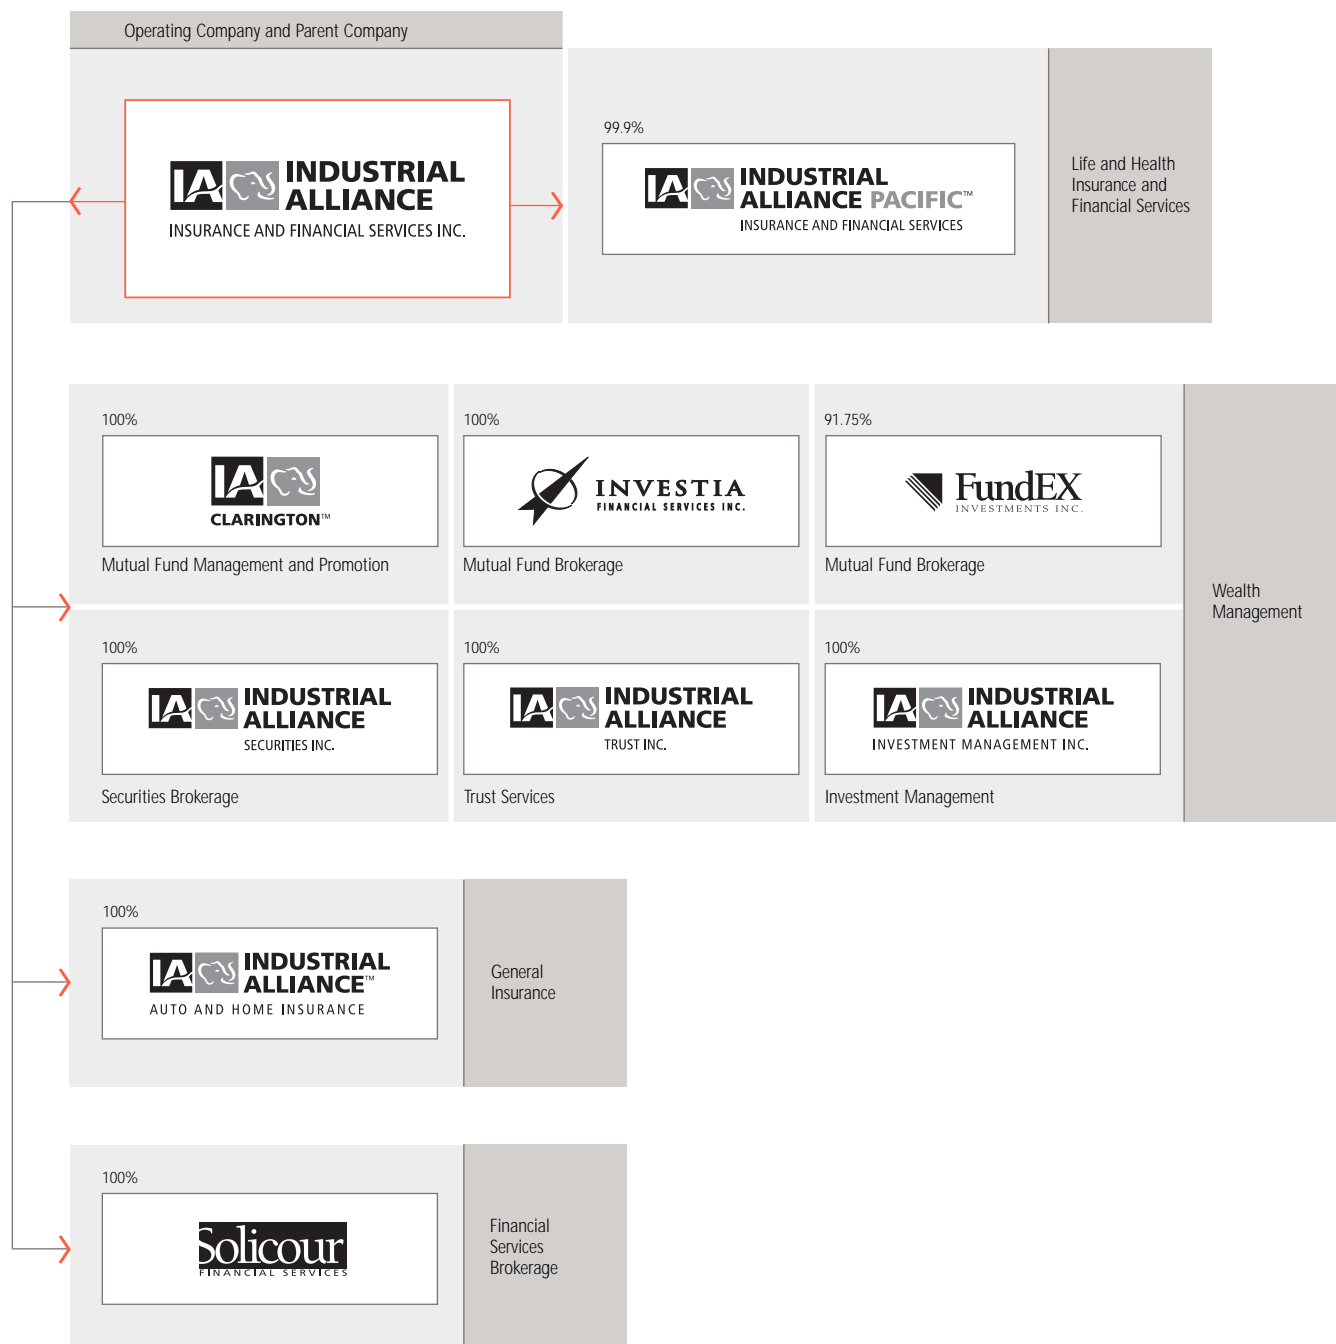 Operating Company and Parent Company
IA INDUSTRIAL
ALLIANCE
INSURANCE AND FINANCIAL SERVICES INC.
99.9%
IA INDUSTRIAL
ALLIANCE PACIFIC™
INSURANCE AND FINANCIAL SERVICES
Life and Health
Insurance and
Financial Services
100%
IA
CLARINGTON™
Mutual Fund Management and Promotion
100%
INVESTIA
FINANCIAL SERVICES INC.
Mutual Fund Brokerage
91.75%
FundEX
INVESTMENTS INC.
Mutual Fund Brokerage
100%
IA INDUSTRIAL
ALLIANCE
SECURITIES INC.
Securities Brokerage
100%
IA INDUSTRIAL
ALLIANCE
TRUST INC.
Trust Services
100%
IA INDUSTRIAL
ALLIANCE
INVESTMENT MANAGEMENT INC.
Investment Management
Wealth
Management
100%
IA INDUSTRIAL
ALLIANCE™
AUTO AND HOME INSURANCE
General
Insurance
100%
Solicour
FINANCIAL SERVICES
Financial
Services
Brokerage